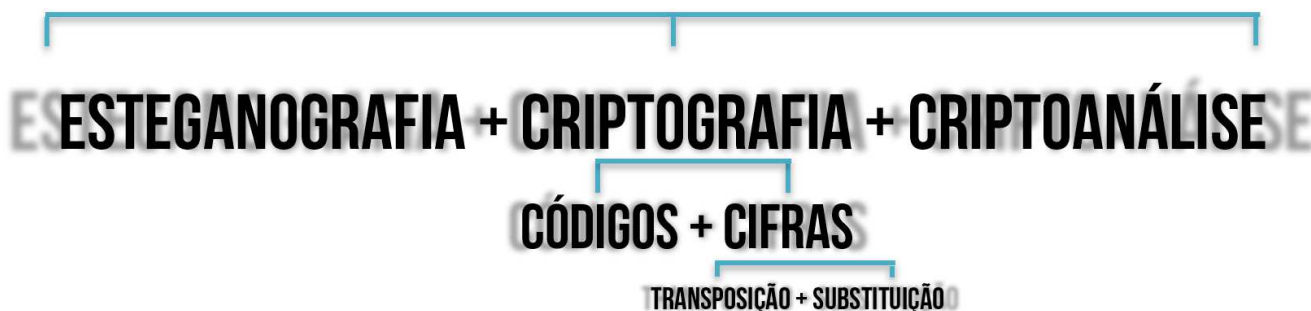 ESTEGANOGRAFIA + CRIPTOGRAFIA + CRIPTOANÁLISE
CÓDIGOS + CIFRAS
TRANSPOSIÇÃO + SUBSTITUIÇÃO